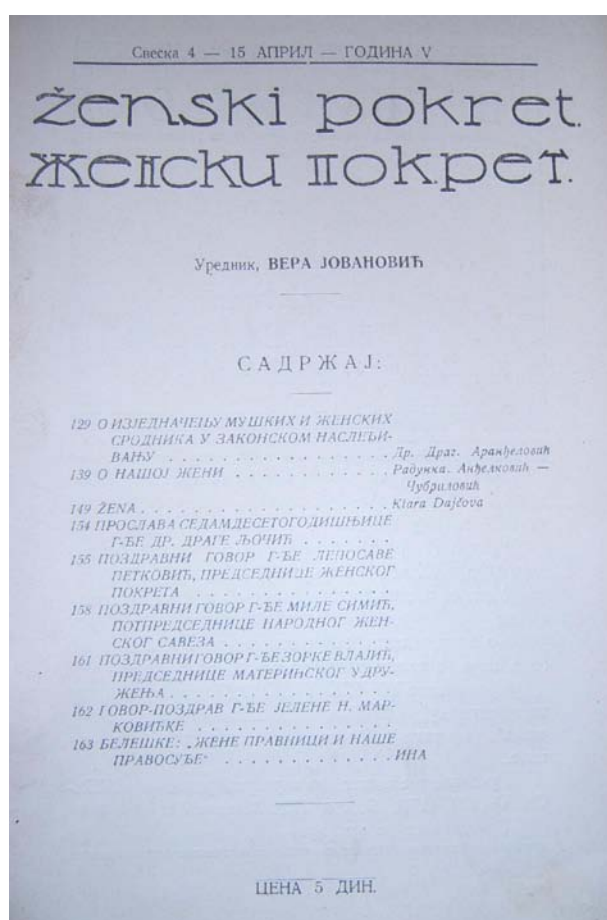 Свеска 4 — 15 АПРИЛ — ГОДИНА V
ženski pokret.
женски покрет.
Уредник, ВЕРА ЈОВАНОВИЋ
САДРЖАЈ:
129 О ИЗЈЕДНАЧЕЊУ МУШКИХ И ЖЕНСКИХ
СРОДНИКА У ЗАКОНСКОМ НАСЛЕЂИ-
ВАЊУ . . . . . . . . . . . . . . . . . Др. Драг. Аранђеловић
139 О НАШОЈ ЖЕНИ . . . . . . . . . . . . Радунка. Анђелковић —
Чубриловић
149 ŽENA . . . . . . . . . . . . . . . . . . Klara Dajčova
154 ПРОСЛАВА СЕДАМДЕСЕТОГОДИШЊИЦЕ
Г-ЂЕ ДР. ДРАГЕ ЉОЧИЋ . . . . . . . .
155 ПОЗДРАВНИ ГОВОР Г-ЂЕ ЛЕПОСАВЕ
ПЕТКОВИЋ, ПРЕДСЕДНИЦЕ ЖЕНСКОГ
ПОКРЕТА . . . . . . . . . . . . . .
158 ПОЗДРАВНИ ГОВОР Г-ЂЕ МИЛЕ СИМИЋ,
ПОТПРЕДСЕДНИЦЕ НАРОДНОГ ЖЕН-
СКОГ САВЕЗА . . . . . . . . . . . . .
161 ПОЗДРАВНИ ГОВОР Г-ЂЕ ЗОРКЕ ВЛАЈИЋ,
ПРЕДСЕДНИЦЕ МАТЕРИНСКОГ УДРУ-
ЖЕЊА . . . . . . . . . . . . . . . . .
162 ГОВОР-ПОЗДРАВ Г-ЂЕ ЈЕЛЕНЕ Н. МАР-
КОВИЋКЕ . . . . . . . . . . . . . .
163 БЕЛЕШКЕ: „ЖЕНЕ ПРАВНИЦИ И НАШЕ
ПРАВОСУЂЕ“ . . . . . . . . . . . . . ИНА
ЦЕНА 5 ДИН.